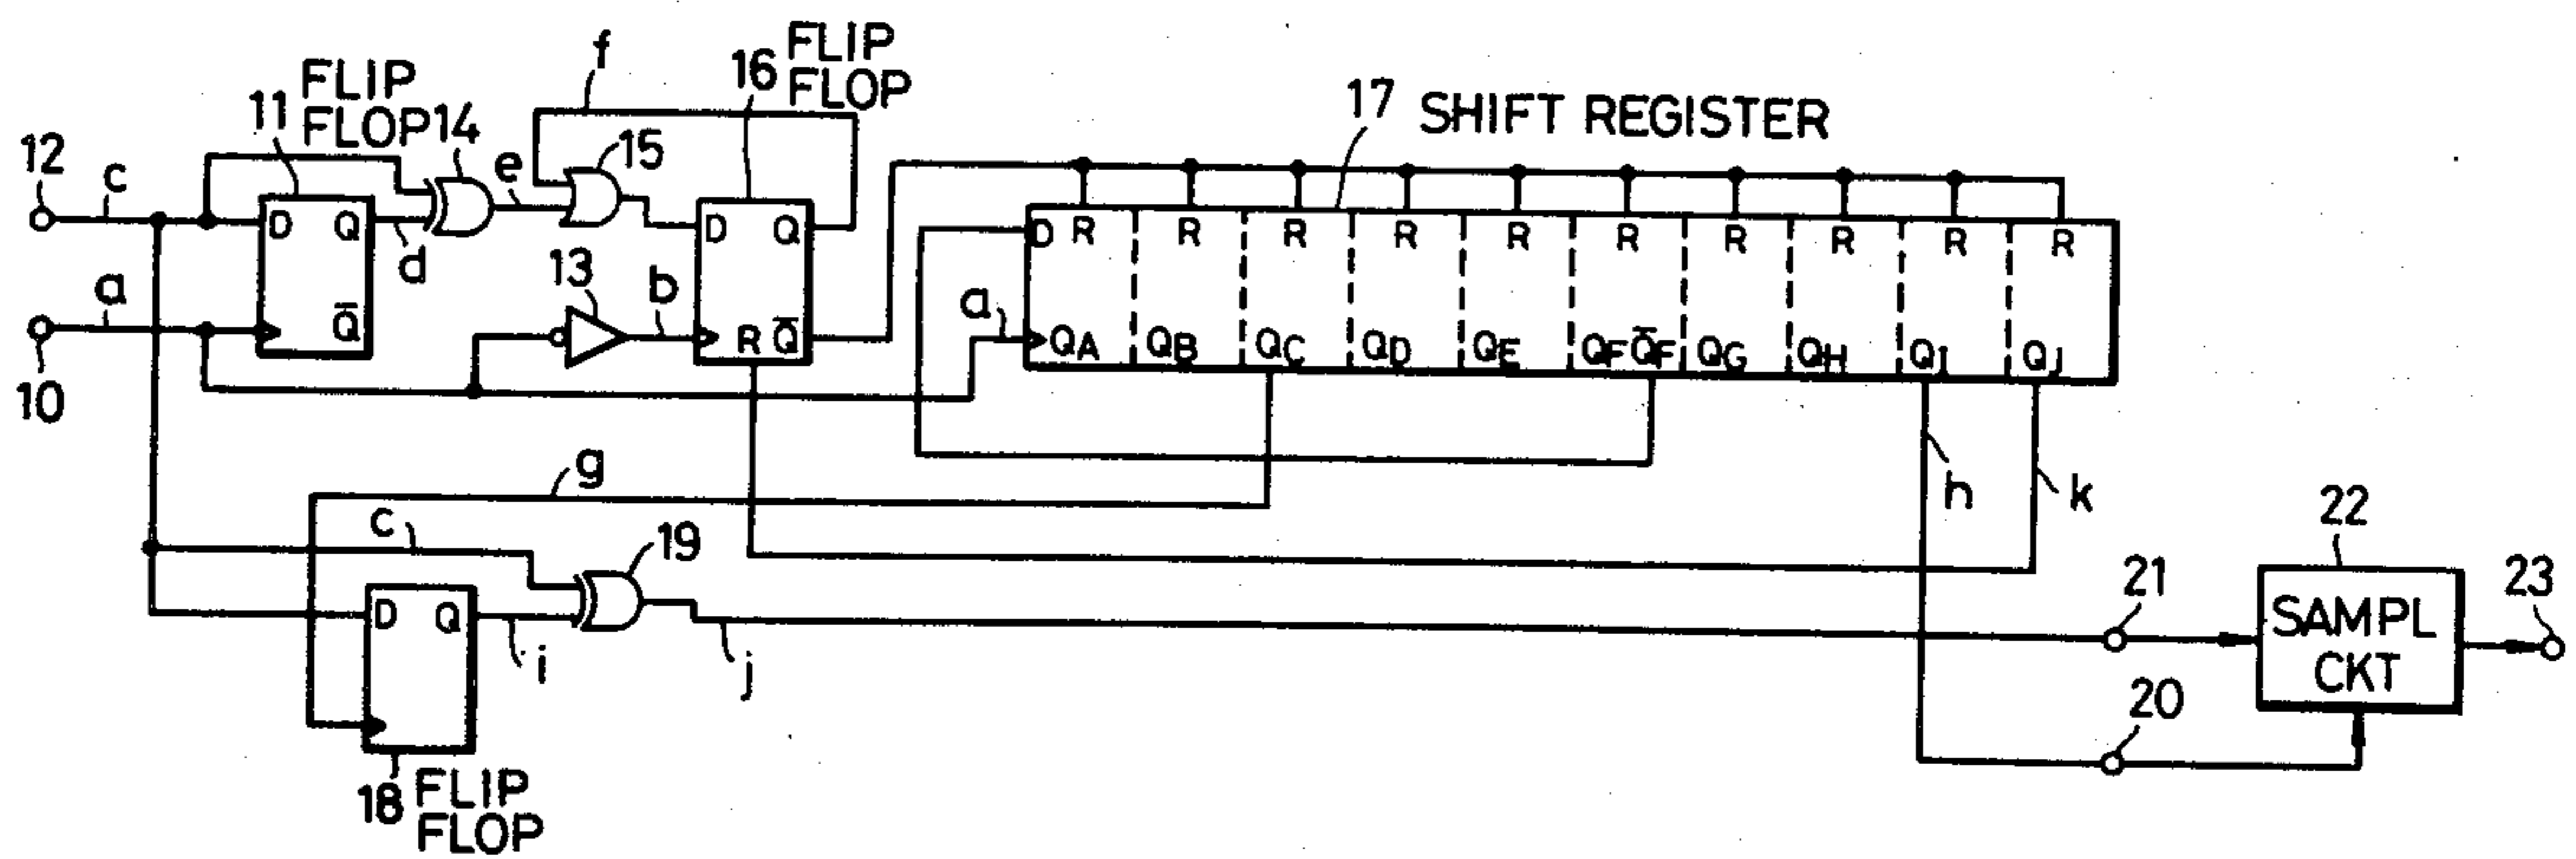 f
16 FLIP
FLOP
FLIP
11 FLOP 14
15
17 SHIFT REGISTER
12 c
e
D Q
d
D Q
D R R R R R R R R R R
a
Q̄
13
b
R Q̄
a
QA QB QC QD QE QF Q̄F QG QH QI QJ
10
g
h k
c
19
22
21
23
D Q
i
j
SAMPL
CKT
20
18 FLIP
FLOP